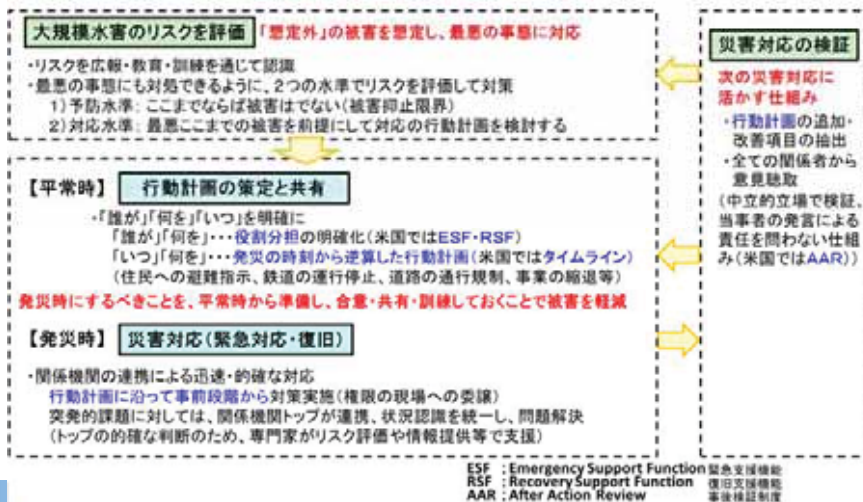 大規模水害のリスクを評価 「想定外」の被害を想定し、最悪の事態に対応
・リスクを広報・教育・訓練を通じて認識
・最悪の事態にも対処できるように、2つの水準でリスクを評価して対策
1)予防水準：ここまでならば被害はでない(被害抑止限界)
2)対応水準：最悪ここまでの被害を前提にして対応の行動計画を検討する
【平常時】 行動計画の策定と共有
・「誰が」「何を」「いつ」を明確に
「誰が」「何を」・・・役割分担の明確化(米国ではESF・RSF)
「いつ」「何を」・・・発災の時刻から逆算した行動計画(米国ではタイムライン)
(住民への避難指示、鉄道の運行停止、道路の通行規制、事業の縮退等)
発災時にするべきことを、平常時から準備し、合意・共有・訓練しておくことで被害を軽減
【発災時】 災害対応(緊急対応・復旧)
・関係機関の連携による迅速・的確な対応
行動計画に沿って事前段階から対策実施(権限の現場への委譲)
突発的課題に対しては、関係機関トップが連携、状況認識を統一し、問題解決
(トップの的確な判断のため、専門家がリスク評価や情報提供等で支援)
災害対応の検証
次の災害対応に
活かす仕組み
・行動計画の追加・
改善項目の抽出
・全ての関係者から
意見聴取
(中立的立場で検証、
当事者の発言による
責任を問わない仕組
み(米国ではAAR))
ESF ：Emergency Support Function 緊急支援機能
RSF ：Recovery Support Function 復旧支援機能
AAR ：After Action Review 事後検証制度